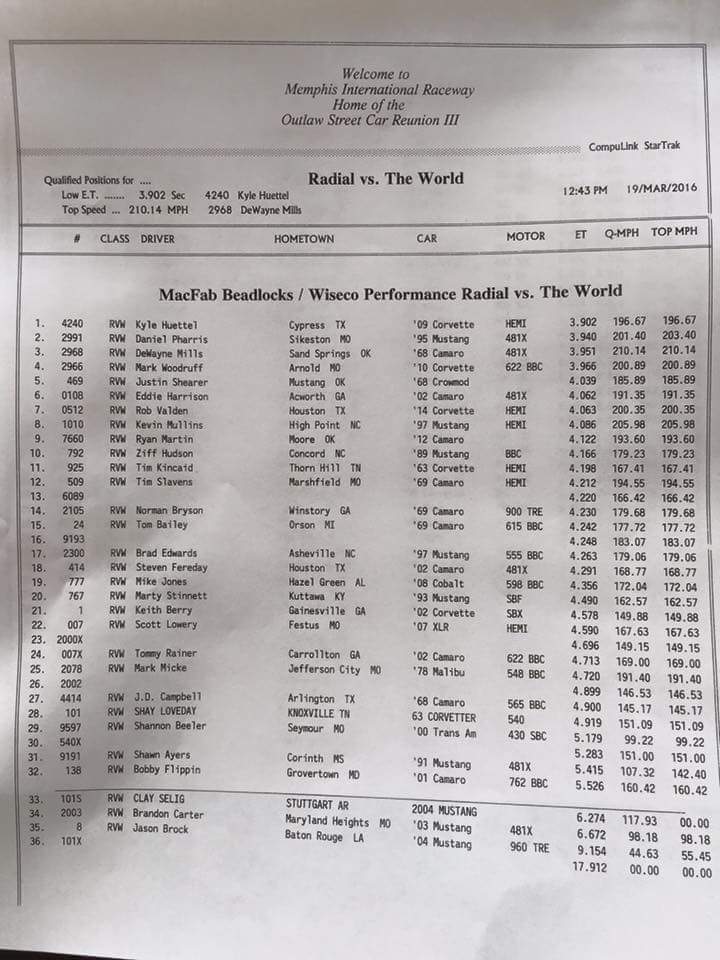 Welcome to
Memphis International Raceway
Home of the
Outlaw Street Car Reunion III
CompuLink StarTrak
Qualified Positions for .... Radial vs. The World
Low E.T. ....... 3.902 Sec 4240 Kyle Huettel 12:43 PM 19/MAR/2016
Top Speed ... 210.14 MPH 2968 DeWayne Mills
# CLASS DRIVER HOMETOWN CAR MOTOR ET Q-MPH TOP MPH
MacFab Beadlocks / Wiseco Performance Radial vs. The World
1. 4240 RVW Kyle Huettel Cypress TX '09 Corvette HEMI 3.902 196.67 196.67
2. 2991 RVW Daniel Pharris Sikeston MO '95 Mustang 481X 3.940 201.40 203.40
3. 2968 RVW DeWayne Mills Sand Springs OK '68 Camaro 481X 3.951 210.14 210.14
4. 2966 RVW Mark Woodruff Arnold MO '10 Corvette 622 BBC 3.966 200.89 200.89
5. 469 RVW Justin Shearer Mustang OK '68 Crowmod 4.039 185.89 185.89
6. 0108 RVW Eddie Harrison Acworth GA '02 Camaro 481X 4.062 191.35 191.35
7. 0512 RVW Rob Valden Houston TX '14 Corvette HEMI 4.063 200.35 200.35
8. 1010 RVW Kevin Mullins High Point NC '97 Mustang HEMI 4.086 205.98 205.98
9. 7660 RVW Ryan Martin Moore OK '12 Camaro 4.122 193.60 193.60
10. 792 RVW Ziff Hudson Concord NC '89 Mustang BBC 4.166 179.23 179.23
11. 925 RVW Tim Kincaid Thorn Hill TN '63 Corvette HEMI 4.198 167.41 167.41
12. 509 RVW Tim Slavens Marshfield MO '69 Camaro HEMI 4.212 194.55 194.55
13. 6089 4.220 166.42 166.42
14. 2105 RVW Norman Bryson Winstory GA '69 Camaro 900 TRE 4.230 179.68 179.68
15. 24 RVW Tom Bailey Orson MI '69 Camaro 615 BBC 4.242 177.72 177.72
16. 9193 4.248 183.07 183.07
17. 2300 RVW Brad Edwards Asheville NC '97 Mustang 555 BBC 4.263 179.06 179.06
18. 414 RVW Steven Fereday Houston TX '02 Camaro 481X 4.291 168.77 168.77
19. 777 RVW Mike Jones Hazel Green AL '08 Cobalt 598 BBC 4.356 172.04 172.04
20. 767 RVW Marty Stinnett Kuttawa KY '93 Mustang SBF 4.490 162.57 162.57
21. 1 RVW Keith Berry Gainesville GA '02 Corvette SBX 4.578 149.88 149.88
22. 007 RVW Scott Lowery Festus MO '07 XLR HEMI 4.590 167.63 167.63
23. 2000X 4.696 149.15 149.15
24. 007X RVW Tommy Rainer Carrollton GA '02 Camaro 622 BBC 4.713 169.00 169.00
25. 2078 RVW Mark Micke Jefferson City MO '78 Malibu 548 BBC 4.720 191.40 191.40
26. 2002 4.899 146.53 146.53
27. 4414 RVW J.D. Campbell Arlington TX '68 Camaro 565 BBC 4.900 145.17 145.17
28. 101 RVW SHAY LOVEDAY KNOXVILLE TN 63 CORVETTER 540 4.919 151.09 151.09
29. 9597 RVW Shannon Beeler Seymour MO '00 Trans Am 430 SBC 5.179 99.22 99.22
30. 540X 5.283 151.00 151.00
31. 9191 RVW Shawn Ayers Corinth MS '91 Mustang 481X 5.415 107.32 142.40
32. 138 RVW Bobby Flippin Grovertown MD '01 Camaro 762 BBC 5.526 160.42 160.42
33. 101S RVW CLAY SELIG STUTTGART AR 2004 MUSTANG 6.274 117.93 00.00
34. 2003 RVW Brandon Carter Maryland Heights MO '03 Mustang 481X 6.672 98.18 98.18
35. 8 RVW Jason Brock Baton Rouge LA '04 Mustang 960 TRE 9.154 44.63 55.45
36. 101X 17.912 00.00 00.00